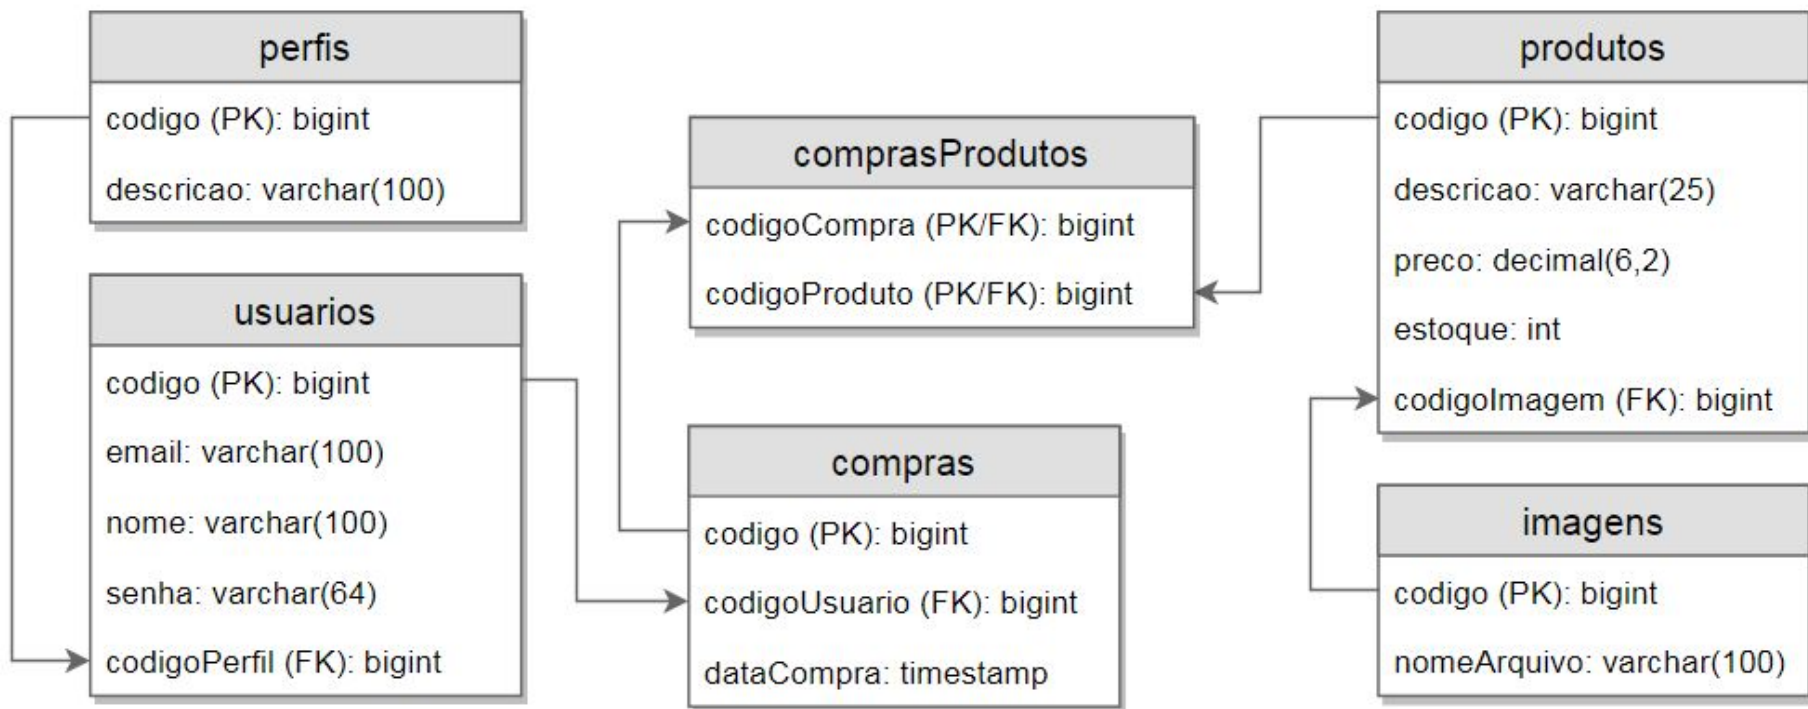 perfis
codigo (PK): bigint
descricao: varchar(100)
usuarios
codigo (PK): bigint
email: varchar(100)
nome: varchar(100)
senha: varchar(64)
codigoPerfil (FK): bigint
comprasProdutos
codigoCompra (PK/FK): bigint
codigoProduto (PK/FK): bigint
compras
codigo (PK): bigint
codigoUsuario (FK): bigint
dataCompra: timestamp
produtos
codigo (PK): bigint
descricao: varchar(25)
preco: decimal(6,2)
estoque: int
codigoImagem (FK): bigint
imagens
codigo (PK): bigint
nomeArquivo: varchar(100)